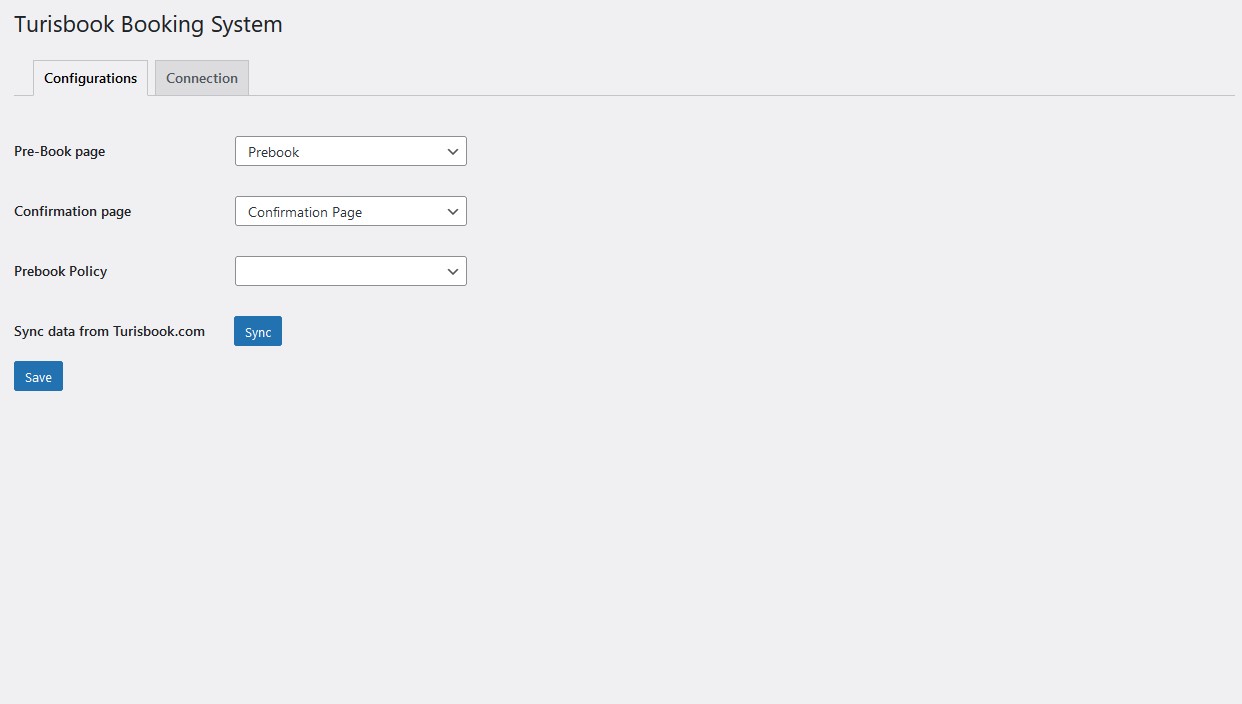 Turisbook Booking System
Configurations Connection
Pre-Book page Prebook
Confirmation page Confirmation Page
Prebook Policy
Sync data from Turisbook.com Sync
Save